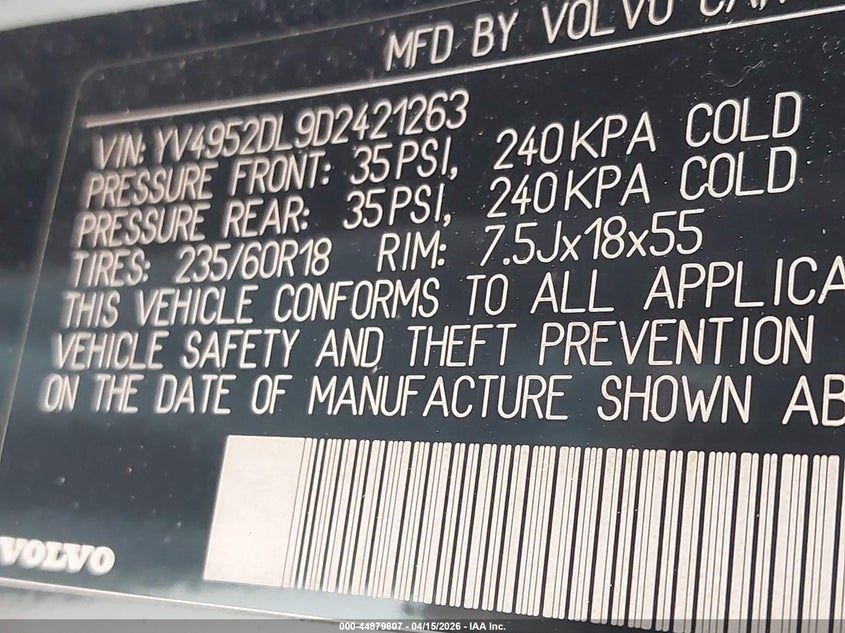 MFD BY VOLVO CAR
VIN: YV4952DL9D2421263
PRESSURE FRONT: 35PSI, 240KPA COLD
PRESSURE REAR: 35PSI, 240KPA COLD
TIRES: 235/60R18 RIM: 7.5Jx18x55
THIS VEHICLE CONFORMS TO ALL APPLICA
VEHICLE SAFETY AND THEFT PREVENTION
ON THE DATE OF MANUFACTURE SHOWN AB
VOLVO
000-44879807 - 04/15/2026 - IAA Inc.